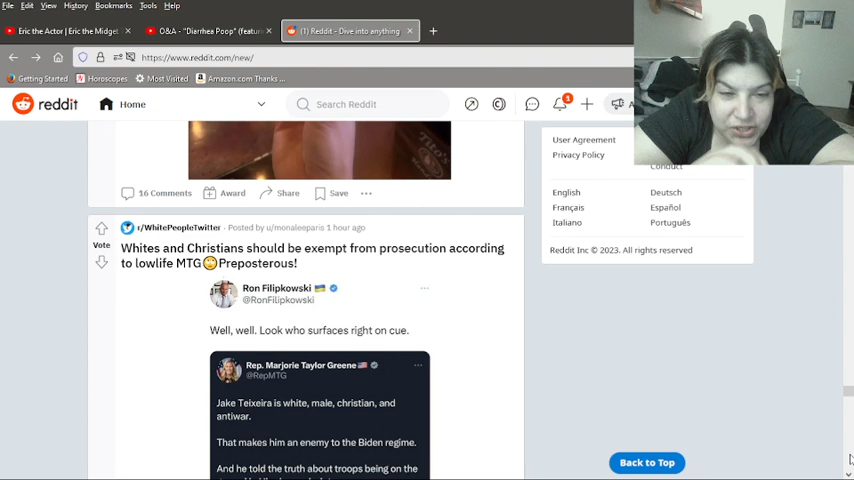 File Edit View History Bookmarks Tools Help
Eric the Actor | Eric the Midget
O&A - "Diarrhea Poop" (featur
(1) Reddit - Dive into anything
https://www.reddit.com/new/
Getting Started Horoscopes Most Visited Amazon.com Thanks ...
reddit Home Search Reddit 1
Tito's
16 Comments Award Share Save
User Agreement
Privacy Policy
Conduct
English Deutsch
Français Español
Italiano Português
Reddit Inc © 2023. All rights reserved
r/WhitePeopleTwitter · Posted by u/monaleeparis 1 hour ago
Vote
Whites and Christians should be exempt from prosecution according
to lowlife MTG🙄Preposterous!
Ron Filipkowski
@RonFilipkowski
Well, well. Look who surfaces right on cue.
Rep. Marjorie Taylor Greene
@RepMTG
Jake Teixeira is white, male, christian, and
antiwar.
That makes him an enemy to the Biden regime.
And he told the truth about troops being on the
Back to Top